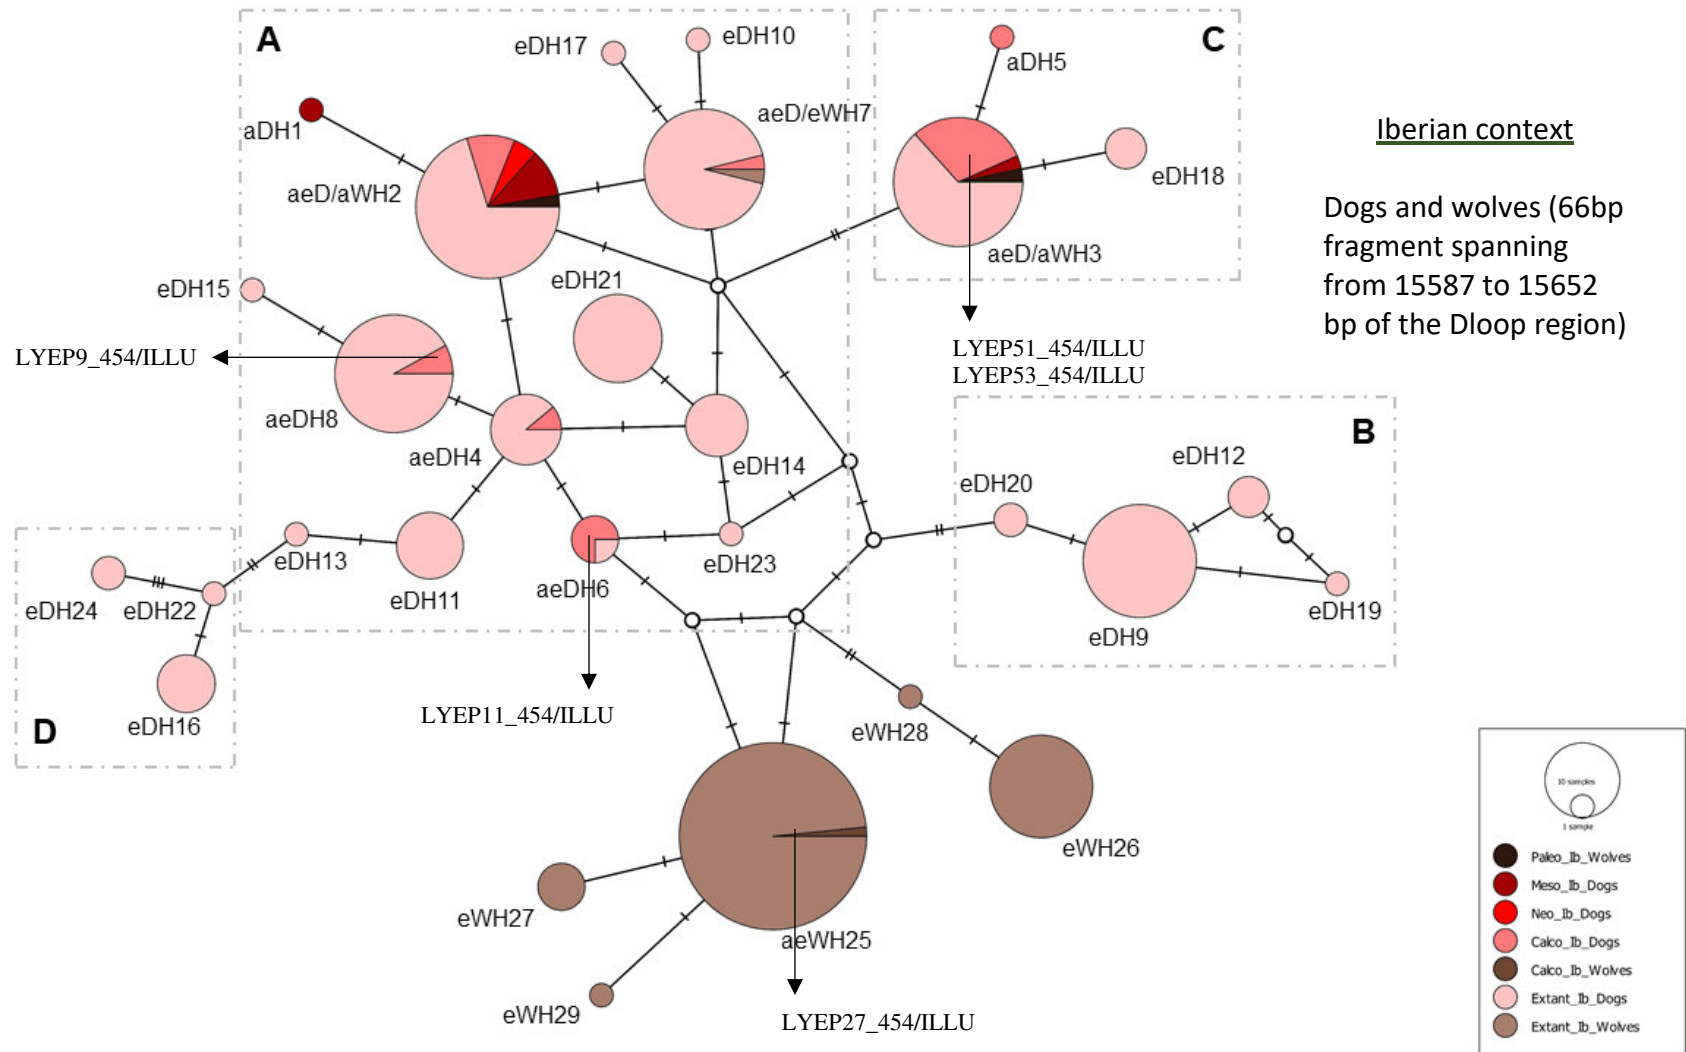 A
eDH17
eDH10
C
aDH5
aDH1
aeD/eWH7
Iberian context
aeD/aWH2
eDH18
Dogs and wolves (66bp
fragment spanning
from 15587 to 15652
bp of the Dloop region)
aeD/aWH3
eDH15
eDH21
LYEP9_454/ILLU
LYEP51_454/ILLU
LYEP53_454/ILLU
aeDH8
aeDH4
eDH14
B
eDH12
eDH20
eDH13
eDH23
aeDH6
eDH11
eDH24
eDH22
eDH19
eDH9
eDH16
D
LYEP11_454/ILLU
eWH28
eWH26
eWH27
aeWH25
eWH29
LYEP27_454/ILLU
10 samples
1 sample
Paleo_Ib_Wolves
Meso_Ib_Dogs
Neo_Ib_Dogs
Calco_Ib_Dogs
Calco_Ib_Wolves
Extant_Ib_Dogs
Extant_Ib_Wolves